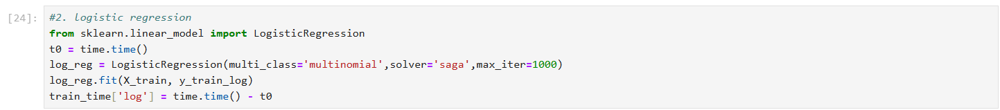 [24]: #2. logistic regression
from sklearn.linear_model import LogisticRegression
t0 = time.time()
log_reg = LogisticRegression(multi_class='multinomial',solver='saga',max_iter=1000)
log_reg.fit(X_train, y_train_log)
train_time['log'] = time.time() - t0